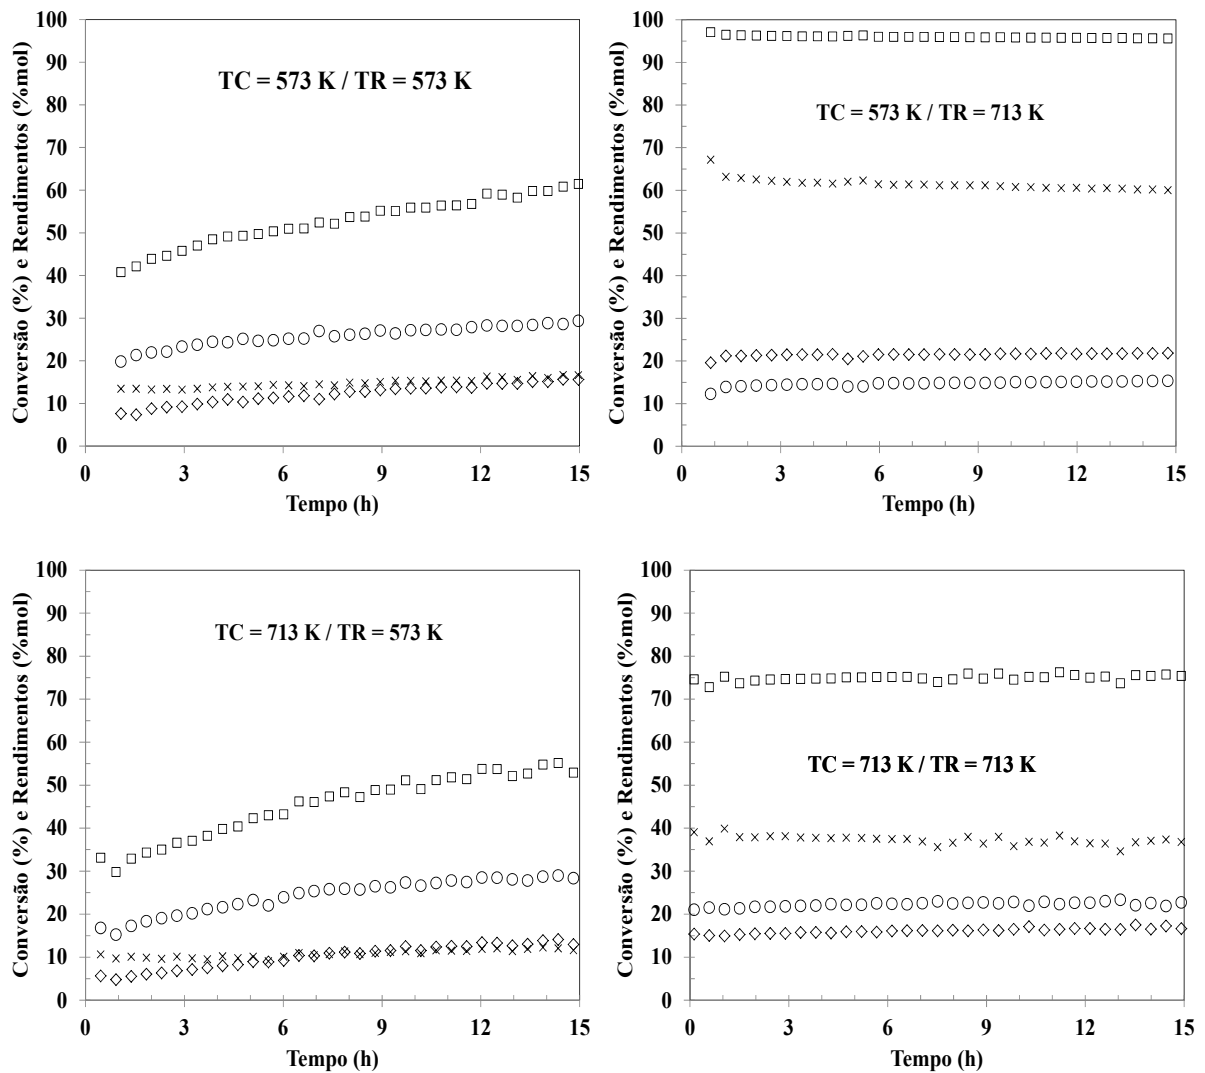 100
90
80
70
60
50
40
30
20
10
0
Conversão (%) e Rendimentos (%mol)
TC = 573 K / TR = 573 K
0 3 6 9 12 15
Tempo (h)
100
90
80
70
60
50
40
30
20
10
0
Conversão (%) e Rendimentos (%mol)
TC = 573 K / TR = 713 K
0 3 6 9 12 15
Tempo (h)
100
90
80
70
60
50
40
30
20
10
0
Conversão (%) e Rendimentos (%mol)
TC = 713 K / TR = 573 K
0 3 6 9 12 15
Tempo (h)
100
90
80
70
60
50
40
30
20
10
0
Conversão (%) e Rendimentos (%mol)
TC = 713 K / TR = 713 K
0 3 6 9 12 15
Tempo (h)